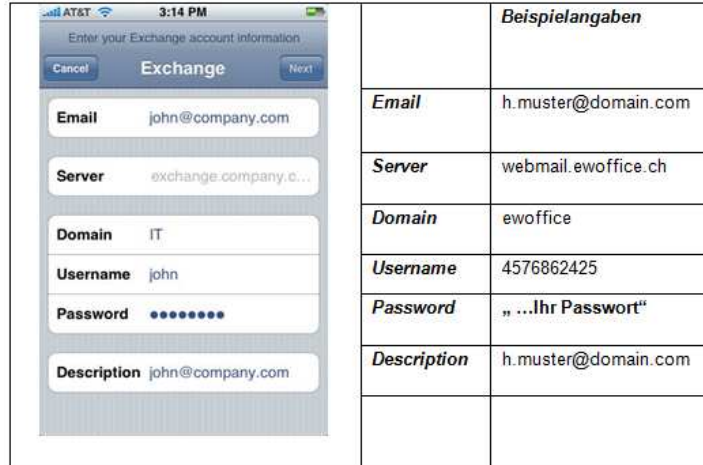 AT&T 3:14 PM
Enter your Exchange account information
Cancel Exchange Next
Email john@company.com
Server exchange.company.c...
Domain IT
Username john
Password ●●●●●●●●
Description john@company.com
Beispielangaben
Email h.muster@domain.com
Server webmail.ewoffice.ch
Domain ewoffice
Username 4576862425
Password „ ...Ihr Passwort“
Description h.muster@domain.com